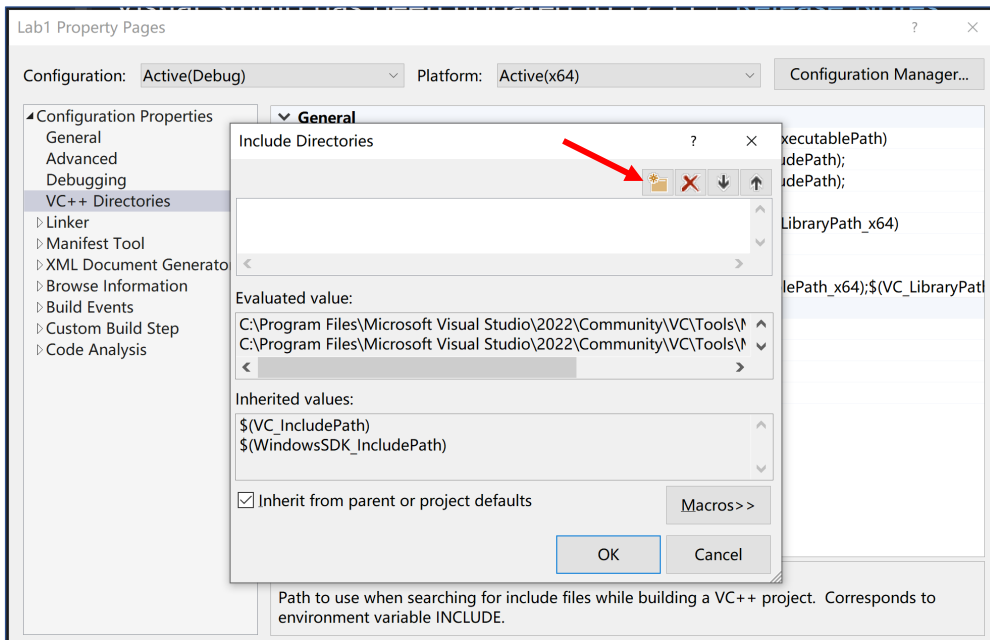 Lab1 Property Pages
Configuration: Active(Debug) Platform: Active(x64) Configuration Manager...
Configuration Properties
General
Advanced
Debugging
VC++ Directories
Linker
Manifest Tool
XML Document Generato
Browse Information
Build Events
Custom Build Step
Code Analysis
General
xecutablePath)
udePath);
udePath);
LibraryPath_x64)
lePath_x64);$(VC_LibraryPath
Include Directories
Evaluated value:
C:\Program Files\Microsoft Visual Studio\2022\Community\VC\Tools\M
C:\Program Files\Microsoft Visual Studio\2022\Community\VC\Tools\M
Inherited values:
$(VC_IncludePath)
$(WindowsSDK_IncludePath)
Inherit from parent or project defaults
Macros>>
OK Cancel
Path to use when searching for include files while building a VC++ project. Corresponds to
environment variable INCLUDE.